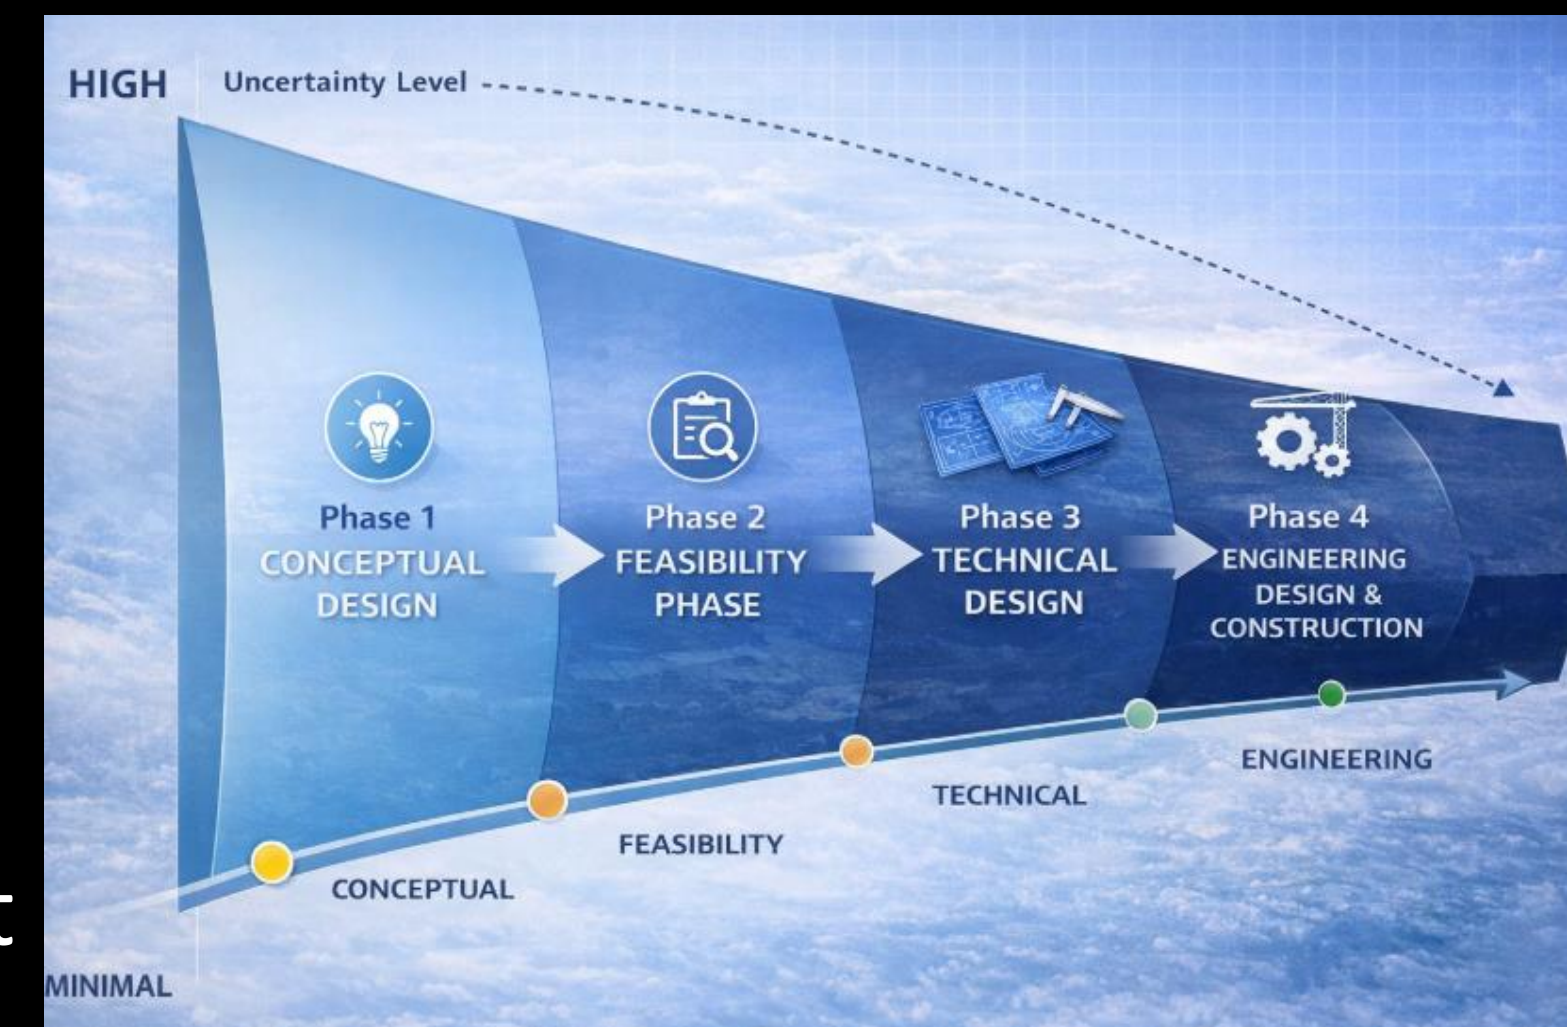 HIGH
Uncertainty Level
Phase 1
CONCEPTUAL
DESIGN
Phase 2
FEASIBILITY
PHASE
Phase 3
TECHNICAL
DESIGN
Phase 4
ENGINEERING
DESIGN &
CONSTRUCTION
CONCEPTUAL
FEASIBILITY
TECHNICAL
ENGINEERING
t
MINIMAL